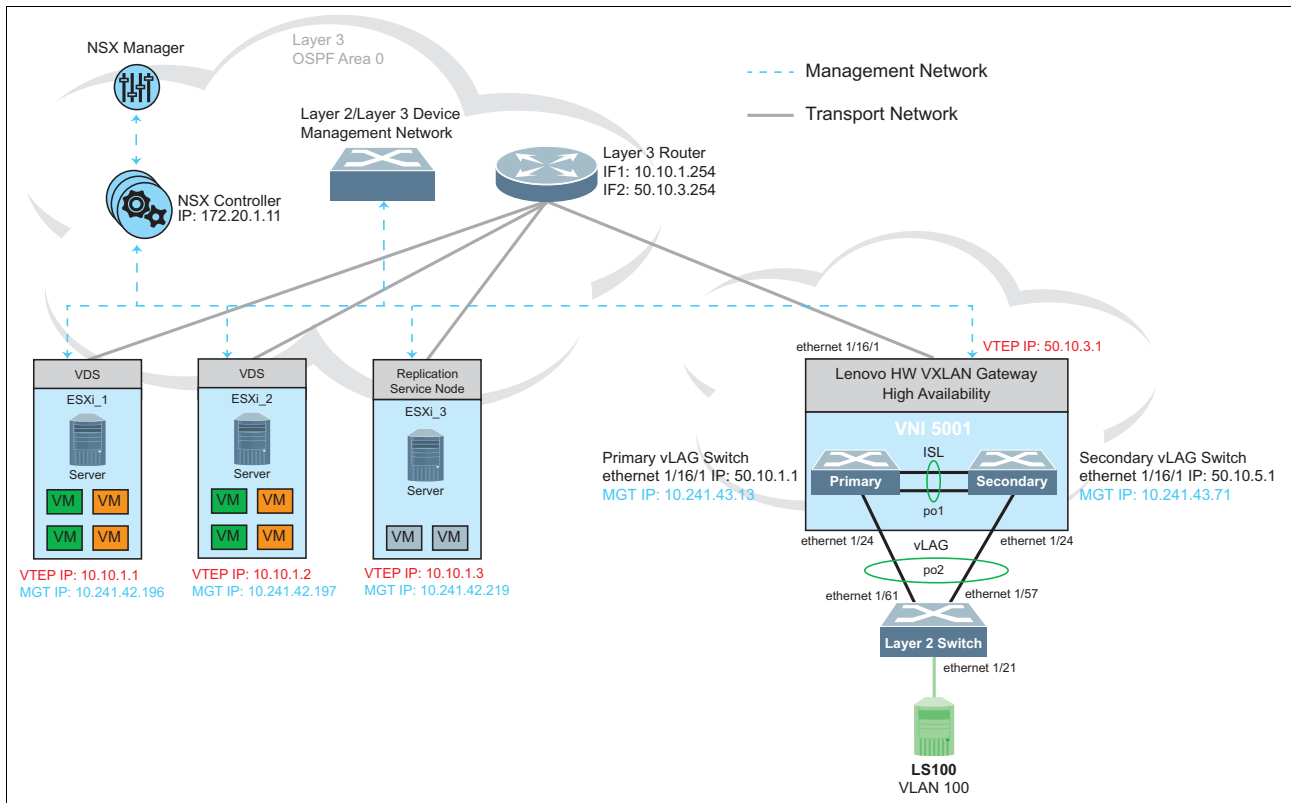 Layer 3
OSPF Area 0
NSX Manager
Management Network
Transport Network
Layer 2/Layer 3 Device
Management Network
Layer 3 Router
IF1: 10.10.1.254
IF2: 50.10.3.254
NSX Controller
IP: 172.20.1.11
ethernet 1/16/1
VTEP IP: 50.10.3.1
VDS
ESXi_1
Server
VM
VM
VM
VM
VTEP IP: 10.10.1.1
MGT IP: 10.241.42.196
VDS
ESXi_2
Server
VM
VM
VM
VM
VTEP IP: 10.10.1.2
MGT IP: 10.241.42.197
Replication
Service Node
ESXi_3
Server
VM
VM
VTEP IP: 10.10.1.3
MGT IP: 10.241.42.219
Lenovo HW VXLAN Gateway
High Availability
VNI 5001
ISL
Primary
Secondary
po1
Primary vLAG Switch
ethernet 1/16/1 IP: 50.10.1.1
MGT IP: 10.241.43.13
Secondary vLAG Switch
ethernet 1/16/1 IP: 50.10.5.1
MGT IP: 10.241.43.71
ethernet 1/24
vLAG
ethernet 1/24
po2
ethernet 1/61
ethernet 1/57
Layer 2 Switch
ethernet 1/21
LS100
VLAN 100